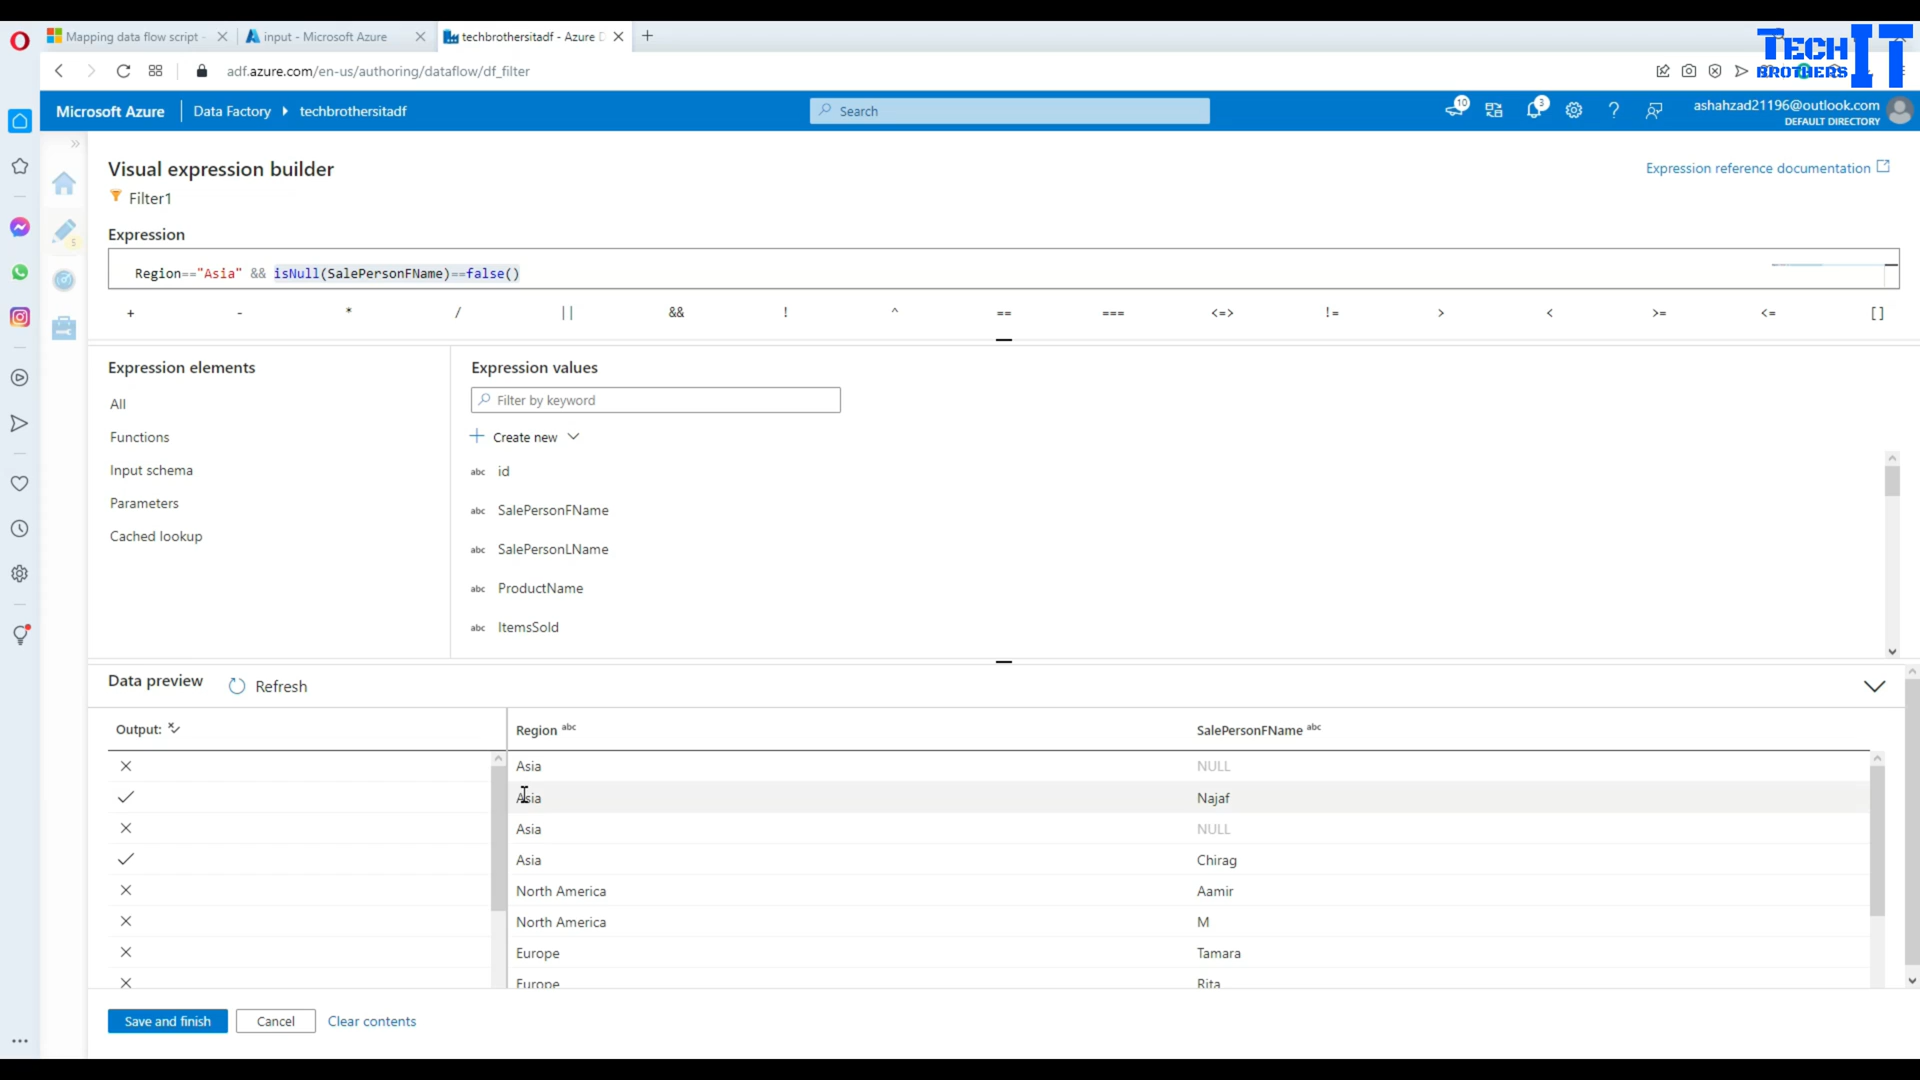 Mapping data flow script -
input - Microsoft Azure
techbrothersitadf - Azure D
TECH IT
BROTHERS
adf.azure.com/en-us/authoring/dataflow/df_filter
Microsoft Azure
Data Factory
techbrothersitadf
Search
10
3
ashahzad21196@outlook.com
DEFAULT DIRECTORY
Visual expression builder
Expression reference documentation
Filter1
5
Expression
Region=="Asia" && isNull(SalePersonFName)==false()
+ - * / || && ! ^ == === <=> != > < >= <= []
Expression elements
All
Functions
Input schema
Parameters
Cached lookup
Expression values
Filter by keyword
Create new
abc id
abc SalePersonFName
abc SalePersonLName
abc ProductName
abc ItemsSold
Data preview
Refresh
Output: Region abc SalePersonFName abc
Asia NULL
Asia Najaf
Asia NULL
Asia Chirag
North America Aamir
North America M
Europe Tamara
Europe Rita
Save and finish
Cancel
Clear contents